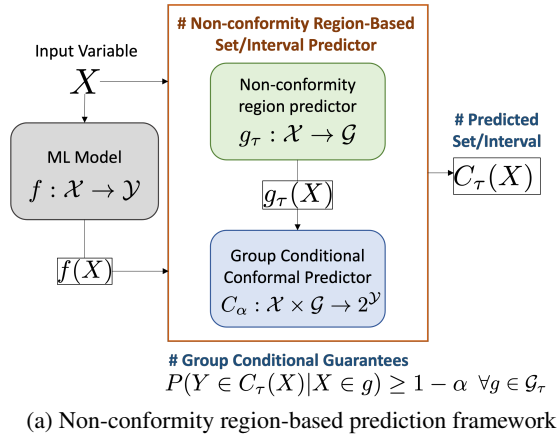 # Non-conformity Region-Based
Set/Interval Predictor
Input Variable
X
Non-conformity
region predictor
g_τ : 𝒳 → 𝒢
# Predicted
Set/Interval
ML Model
f : 𝒳 → 𝒴
C_τ(X)
g_τ(X)
f(X)
Group Conditional
Conformal Predictor
C_α : 𝒳 × 𝒢 → 2^𝒴
# Group Conditional Guarantees
P(Y ∈ C_τ(X)|X ∈ g) ≥ 1 − α ∀g ∈ 𝒢_τ
(a) Non-conformity region-based prediction framework